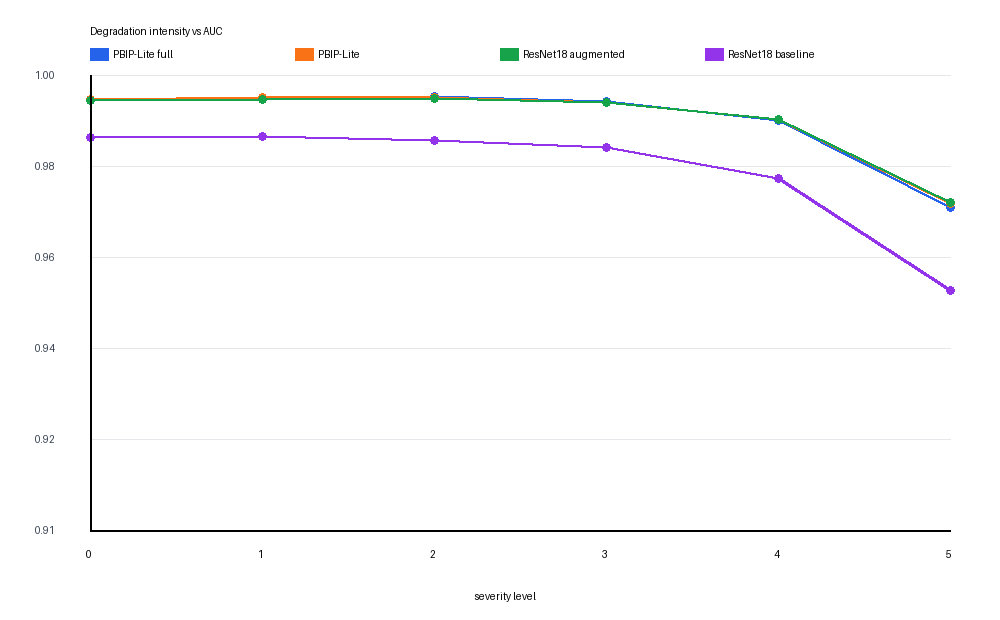 Degradation intensity vs AUC
PBIP-Lite full PBIP-Lite ResNet18 augmented ResNet18 baseline
1.00
0.98
0.96
0.94
0.92
0.91
0 1 2 3 4 5
severity level